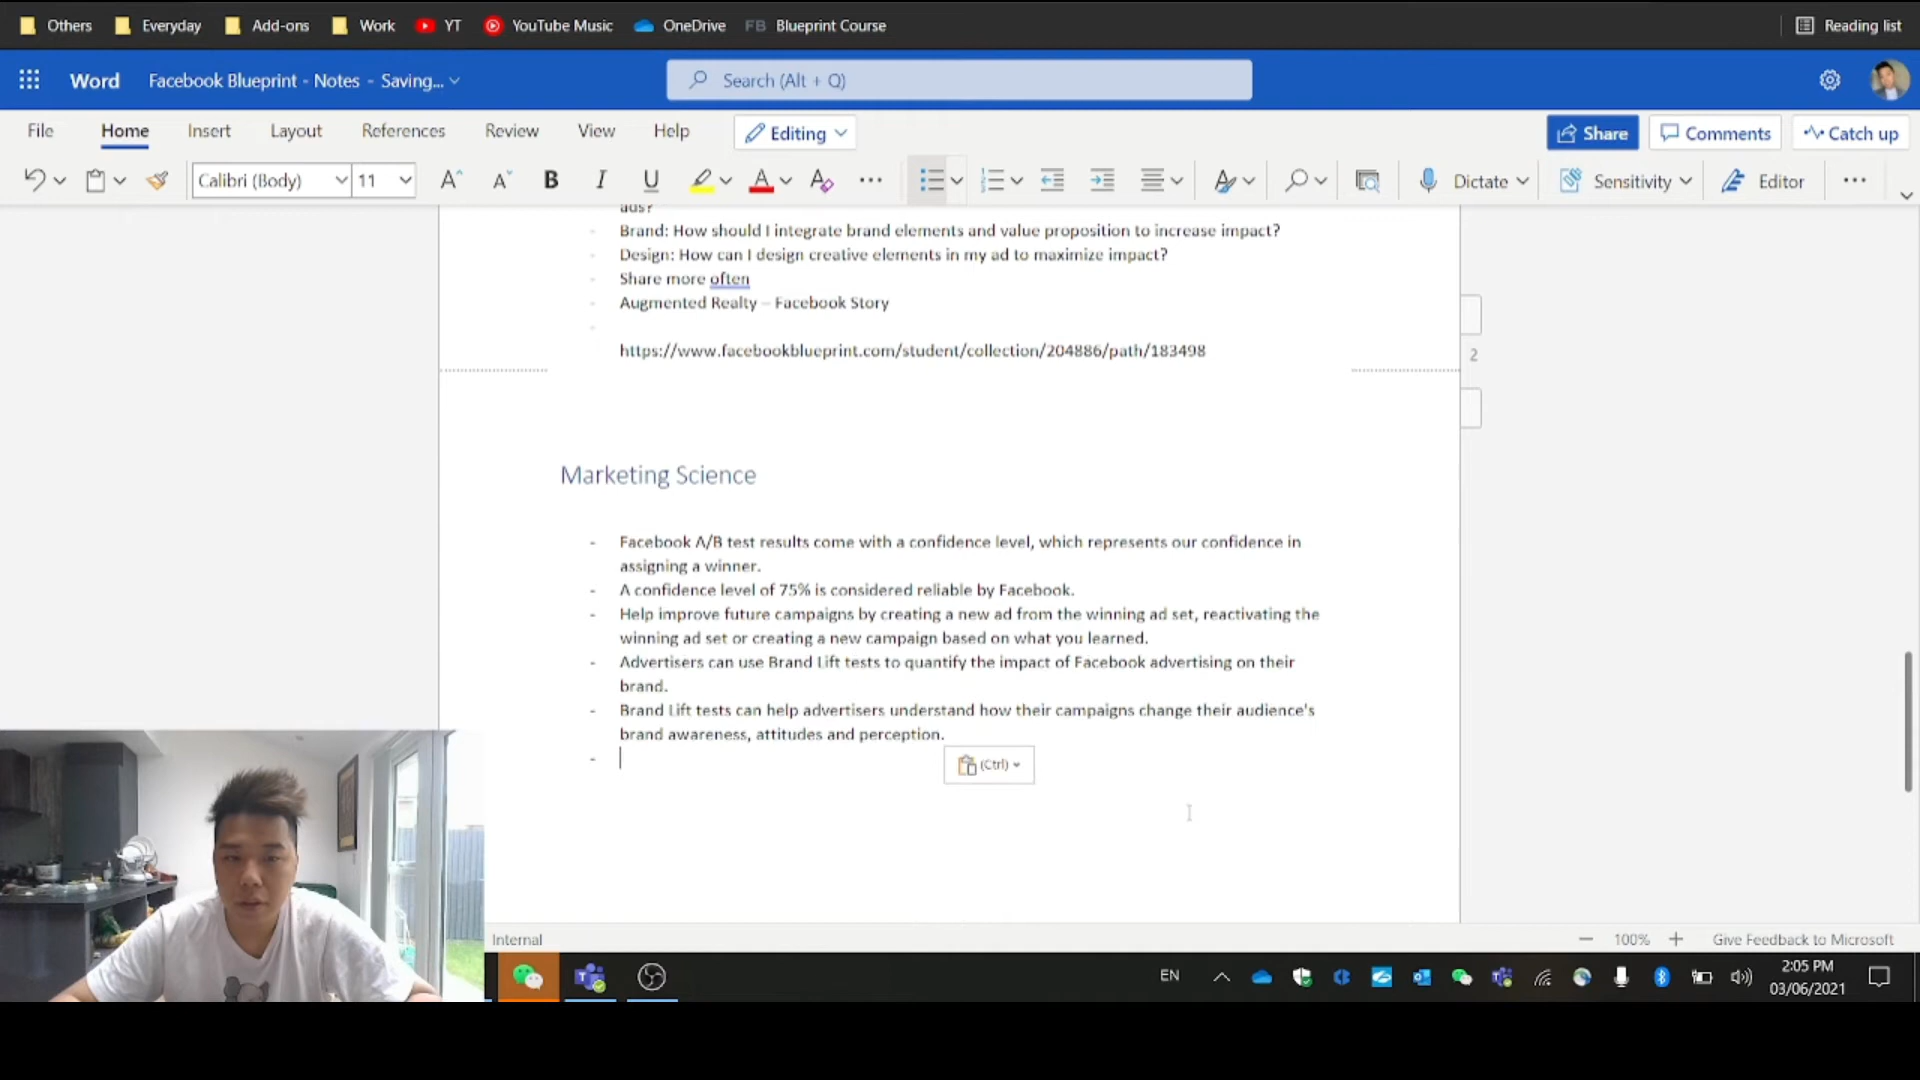 Others Everyday Add-ons Work YT YouTube Music OneDrive FB Blueprint Course Reading list
Word Facebook Blueprint - Notes - Saving... Search (Alt + Q)
File Home Insert Layout References Review View Help Editing Share Comments Catch up
Calibri (Body) 11 A A B I U A A ... Dictate Sensitivity Editor ...
ads?
- Brand: How should I integrate brand elements and value proposition to increase impact?
- Design: How can I design creative elements in my ad to maximize impact?
- Share more often
- Augmented Realty – Facebook Story
-
https://www.facebookblueprint.com/student/collection/204886/path/183498
2
Marketing Science
- Facebook A/B test results come with a confidence level, which represents our confidence in
assigning a winner.
- A confidence level of 75% is considered reliable by Facebook.
- Help improve future campaigns by creating a new ad from the winning ad set, reactivating the
winning ad set or creating a new campaign based on what you learned.
- Advertisers can use Brand Lift tests to quantify the impact of Facebook advertising on their
brand.
- Brand Lift tests can help advertisers understand how their campaigns change their audience's
brand awareness, attitudes and perception.
-
(Ctrl)
Internal 100% Give Feedback to Microsoft
EN 2:05 PM
03/06/2021